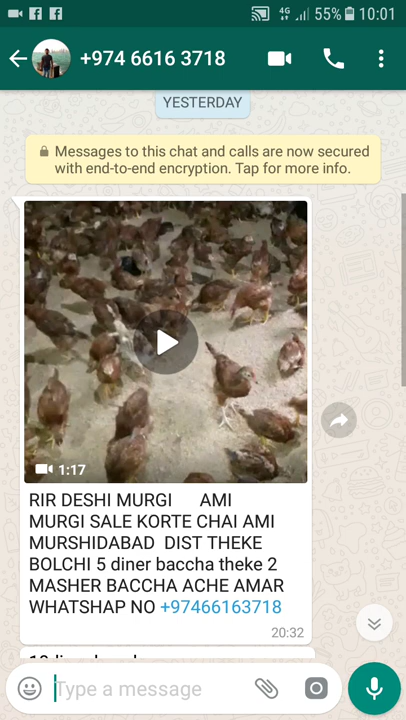 4G 55% 10:01
+974 6616 3718
YESTERDAY
Messages to this chat and calls are now secured
with end-to-end encryption. Tap for more info.
1:17
RIR DESHI MURGI AMI
MURGI SALE KORTE CHAI AMI
MURSHIDABAD DIST THEKE
BOLCHI 5 diner baccha theke 2
MASHER BACCHA ACHE AMAR
WHATSHAP NO +97466163718
20:32
Type a message